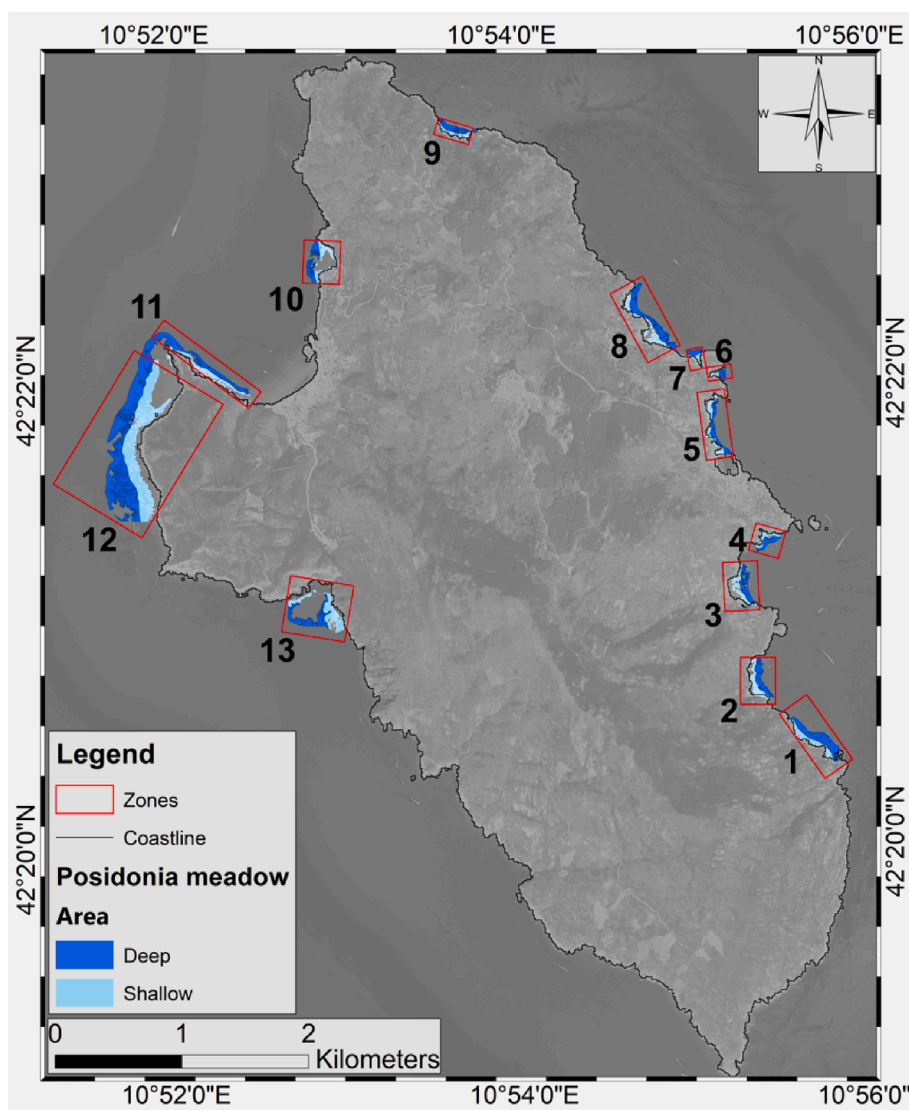 10°52'0"E 10°54'0"E 10°56'0"E
N
W E
S
9
10
11
8
6
7
42°22'0"N 42°22'0"N
5
12
4
3
13
2
1
Legend
Zones
Coastline
Posidonia meadow
Area
Deep
Shallow
42°20'0"N 42°20'0"N
0 1 2
Kilometers
10°52'0"E 10°54'0"E 10°56'0"E